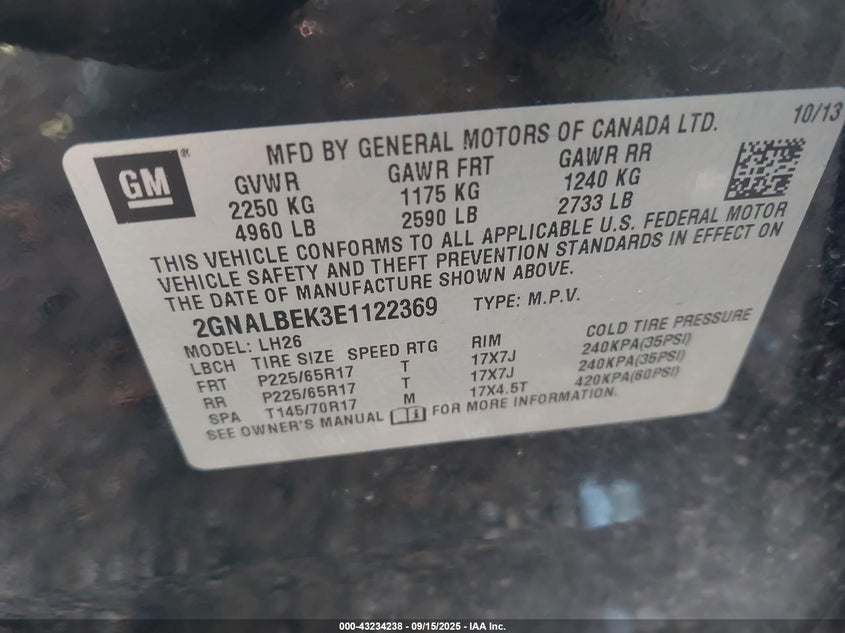 10/13
MFD BY GENERAL MOTORS OF CANADA LTD.
GM®
GVWR GAWR FRT GAWR RR
2250 KG 1175 KG 1240 KG
4960 LB 2590 LB 2733 LB
THIS VEHICLE CONFORMS TO ALL APPLICABLE U.S. FEDERAL MOTOR
VEHICLE SAFETY AND THEFT PREVENTION STANDARDS IN EFFECT ON
THE DATE OF MANUFACTURE SHOWN ABOVE.
2GNALBEK3E1122369 TYPE: M.P.V.
MODEL: LH26
LBCH TIRE SIZE SPEED RTG RIM COLD TIRE PRESSURE
FRT P225/65R17 T 17X7J 240KPA(35PSI)
RR P225/65R17 T 17X7J 240KPA(35PSI)
SPA T145/70R17 M 17X4.5T 420KPA(60PSI)
SEE OWNER'S MANUAL FOR MORE INFORMATION.
000-43234238 - 09/15/2025 - IAA Inc.